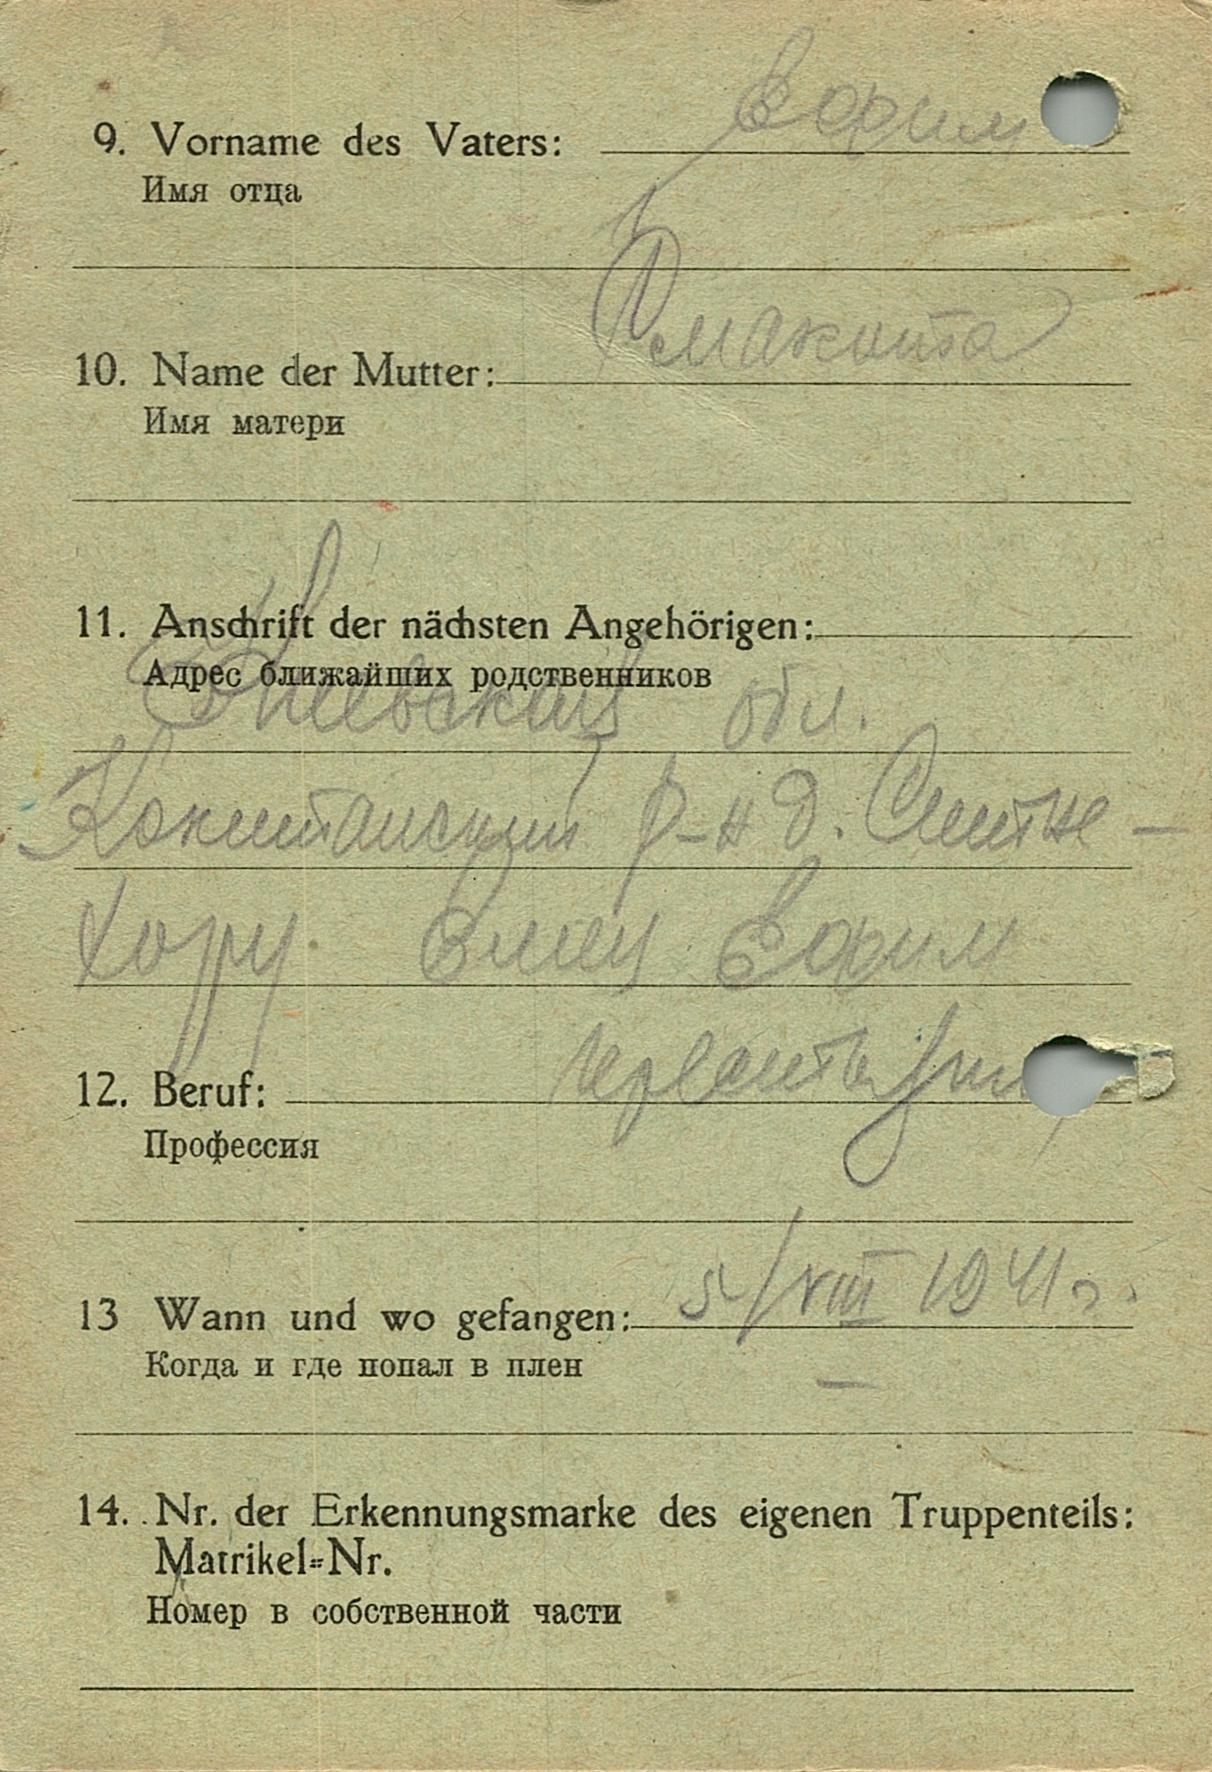 9. Vorname des Vaters: Ефрим
Имя отца
10. Name der Mutter:
Имя матери
11. Anschrift der nächsten Angehörigen:
Адрес ближайших родственников
Киевская обл.
р-н д.
Ефрим
12. Beruf:
Профессия
13 Wann und wo gefangen: 5/VIII 1941 г.
Когда и где попал в плен
—
14. Nr. der Erkennungsmarke des eigenen Truppenteils:
Matrikel=Nr.
Номер в собственной части